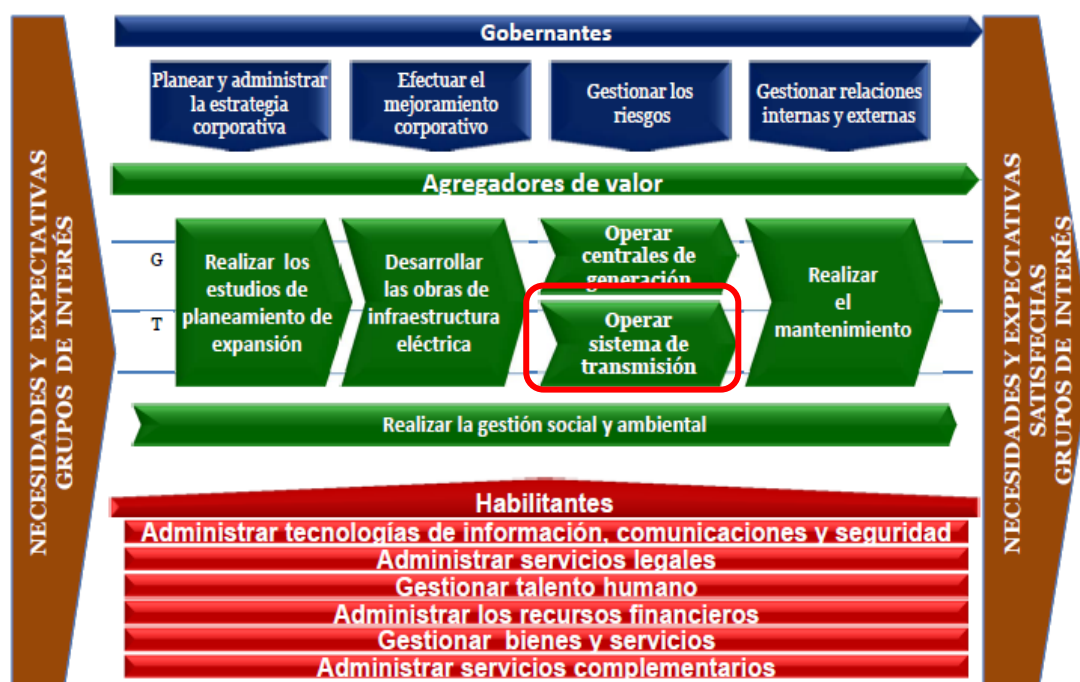 NECESIDADES Y EXPECTATIVAS
GRUPOS DE INTERÉS
Gobernantes
Planear y administrar
la estrategia
corporativa
Efectuar el
mejoramiento
corporativo
Gestionar los
riesgos
Gestionar relaciones
internas y externas
Agregadores de valor
G
T
Realizar los
estudios de
planeamiento de
expansión
Desarrollar
las obras de
infraestructura
eléctrica
Operar
centrales de
generación
Operar
sistema de
transmisión
Realizar
el
mantenimiento
Realizar la gestión social y ambiental
Habilitantes
Administrar tecnologías de información, comunicaciones y seguridad
Administrar servicios legales
Gestionar talento humano
Administrar los recursos financieros
Gestionar bienes y servicios
Administrar servicios complementarios
NECESIDADES Y EXPECTATIVAS
SATISFECHAS
GRUPOS DE INTERÉS